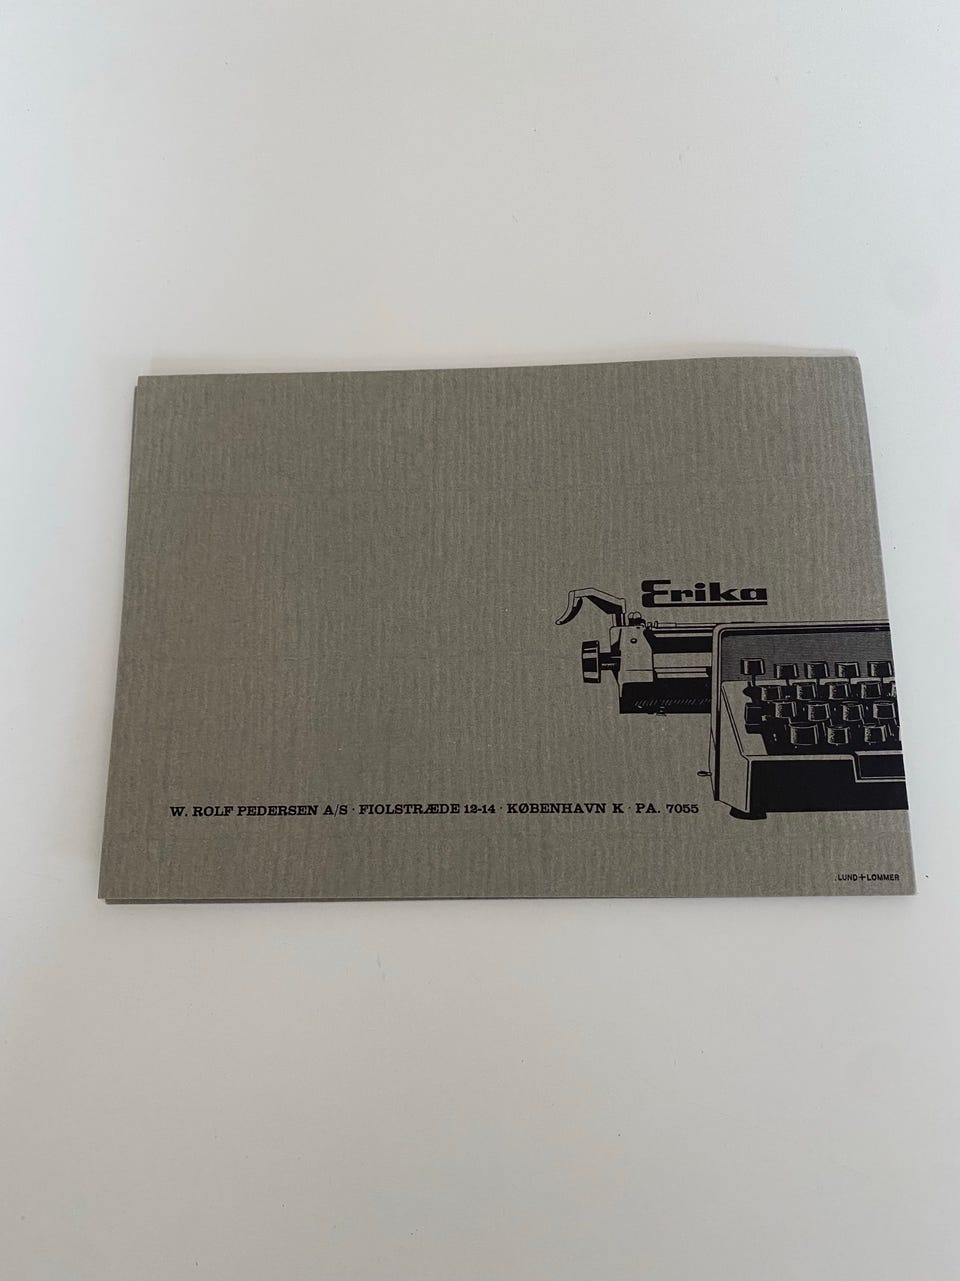 Erika
W. ROLF PEDERSEN A/S · FIOLSTRÆDE 12-14 · KØBENHAVN K · PA. 7055
.LUND+LOMMER